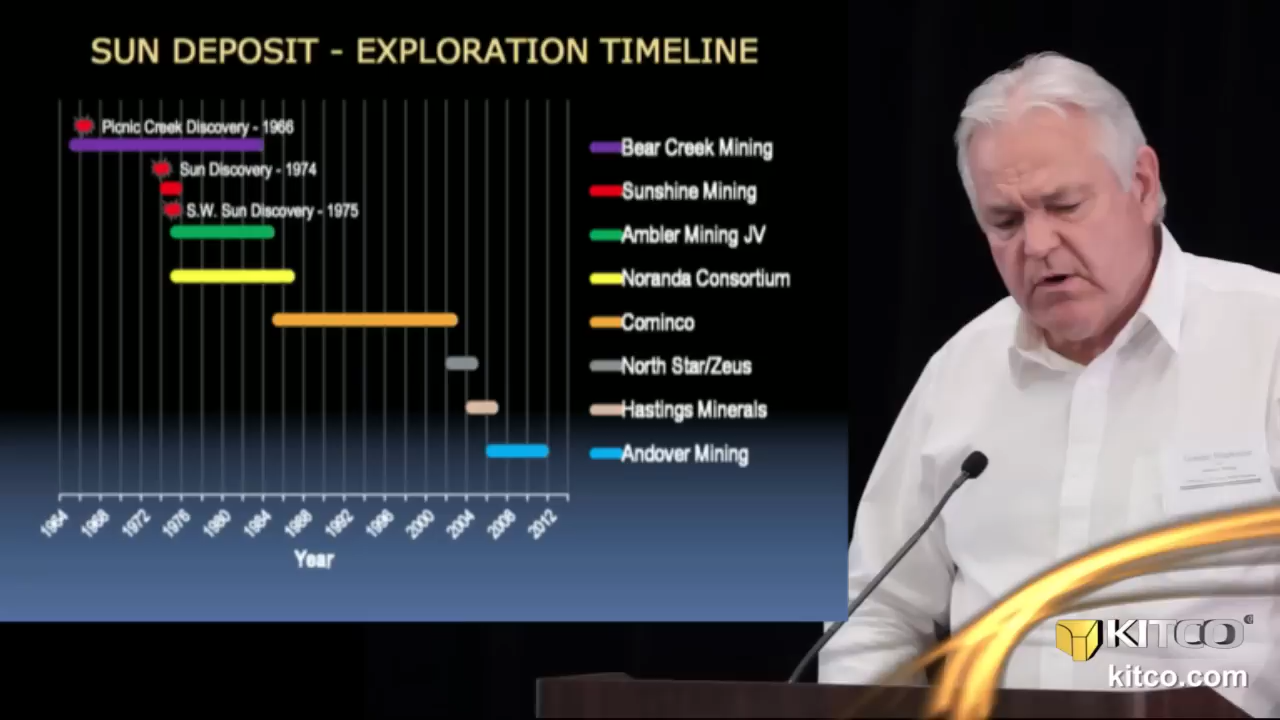 SUN DEPOSIT - EXPLORATION TIMELINE
Picnic Creek Discovery - 1966
Sun Discovery - 1974
S.W. Sun Discovery - 1975
Bear Creek Mining
Sunshine Mining
Ambler Mining JV
Noranda Consortium
Cominco
North Star/Zeus
Hastings Minerals
Andover Mining
1964 1968 1972 1976 1980 1984 1988 1992 1996 2000 2004 2008 2012
Year
KITCO
kitco.com